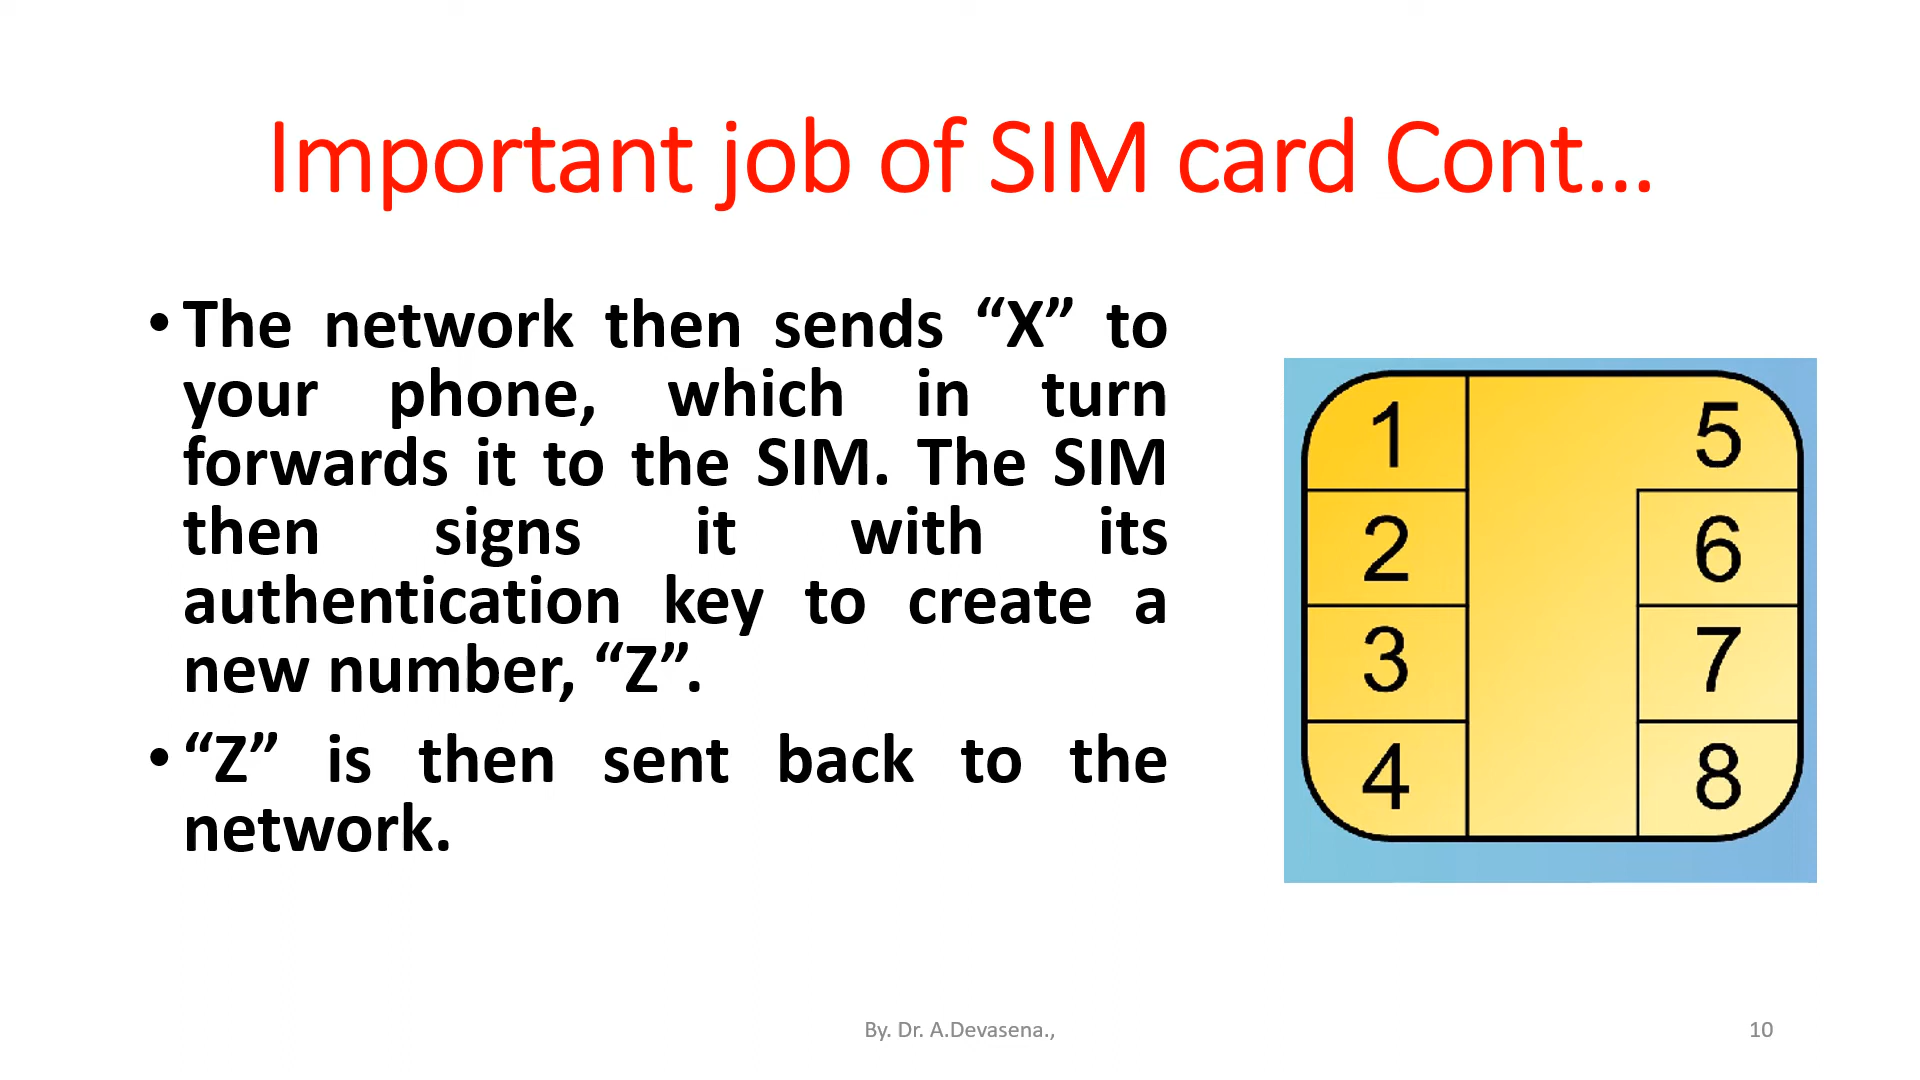 Important job of SIM card Cont...
• The network then sends “X” to
your phone, which in turn
forwards it to the SIM. The SIM
then signs it with its
authentication key to create a
new number, “Z”.
• “Z” is then sent back to the
network.
1 5
2 6
3 7
4 8
By. Dr. A.Devasena., 10